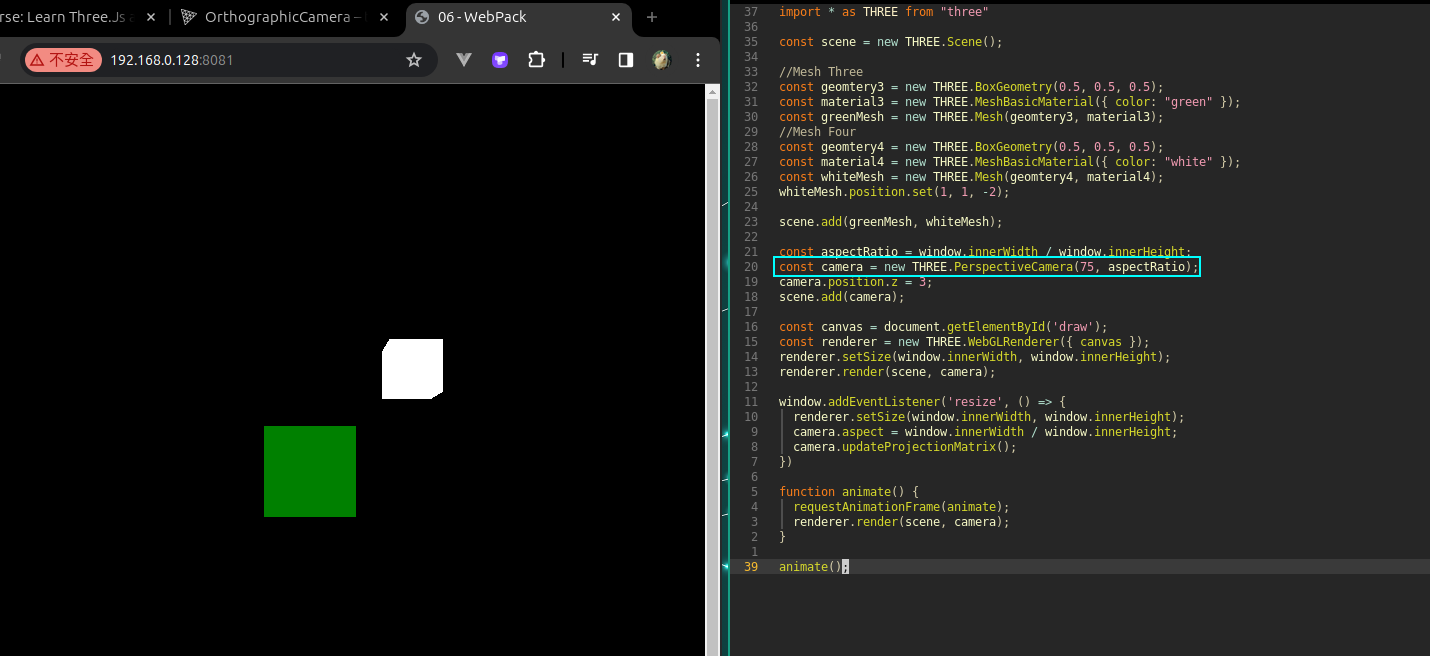 rse: Learn Three.Js a
OrthographicCamera –
06 - WebPack
不安全
192.168.0.128:8081
37 import * as THREE from "three"
36
35 const scene = new THREE.Scene();
34
33 //Mesh Three
32 const geomtery3 = new THREE.BoxGeometry(0.5, 0.5, 0.5);
31 const material3 = new THREE.MeshBasicMaterial({ color: "green" });
30 const greenMesh = new THREE.Mesh(geomtery3, material3);
29 //Mesh Four
28 const geomtery4 = new THREE.BoxGeometry(0.5, 0.5, 0.5);
27 const material4 = new THREE.MeshBasicMaterial({ color: "white" });
26 const whiteMesh = new THREE.Mesh(geomtery4, material4);
25 whiteMesh.position.set(1, 1, -2);
24
23 scene.add(greenMesh, whiteMesh);
22
21 const aspectRatio = window.innerWidth / window.innerHeight;
20 const camera = new THREE.PerspectiveCamera(75, aspectRatio);
19 camera.position.z = 3;
18 scene.add(camera);
17
16 const canvas = document.getElementById('draw');
15 const renderer = new THREE.WebGLRenderer({ canvas });
14 renderer.setSize(window.innerWidth, window.innerHeight);
13 renderer.render(scene, camera);
12
11 window.addEventListener('resize', () => {
10 renderer.setSize(window.innerWidth, window.innerHeight);
9 camera.aspect = window.innerWidth / window.innerHeight;
8 camera.updateProjectionMatrix();
7 })
6
5 function animate() {
4 requestAnimationFrame(animate);
3 renderer.render(scene, camera);
2 }
1
39 animate();